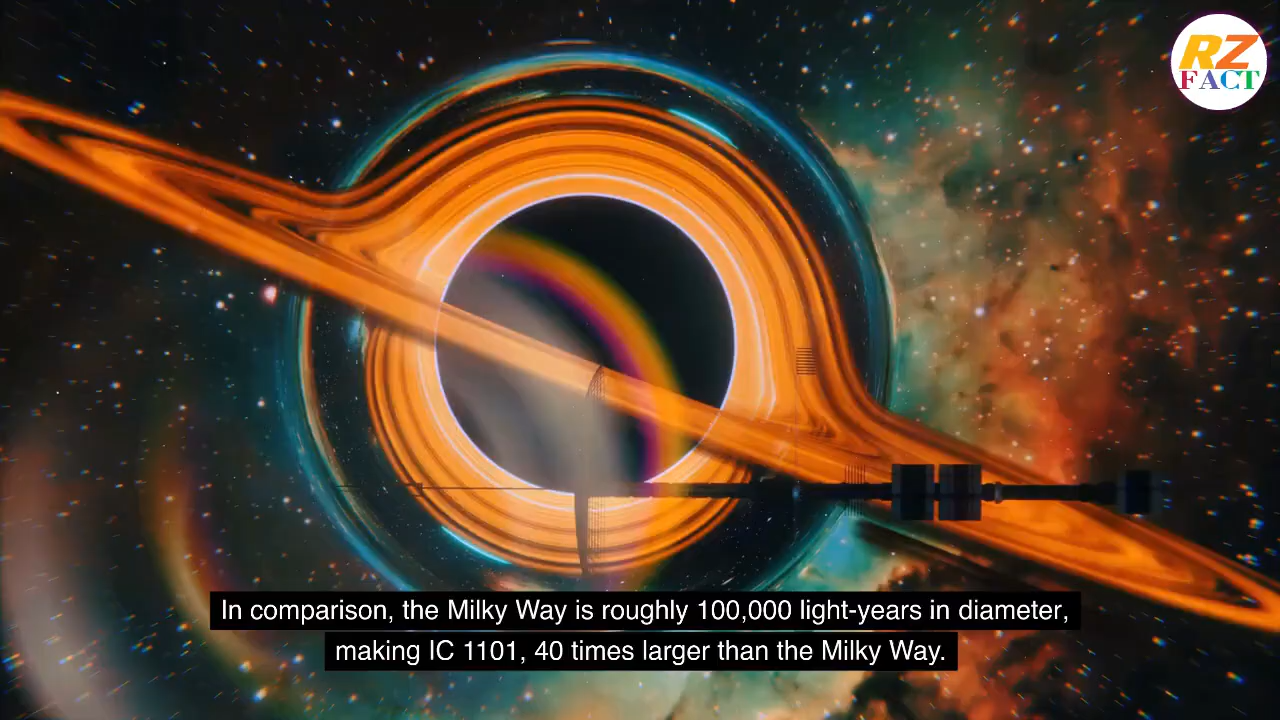 RZ
FACT
In comparison, the Milky Way is roughly 100,000 light-years in diameter,
making IC 1101, 40 times larger than the Milky Way.